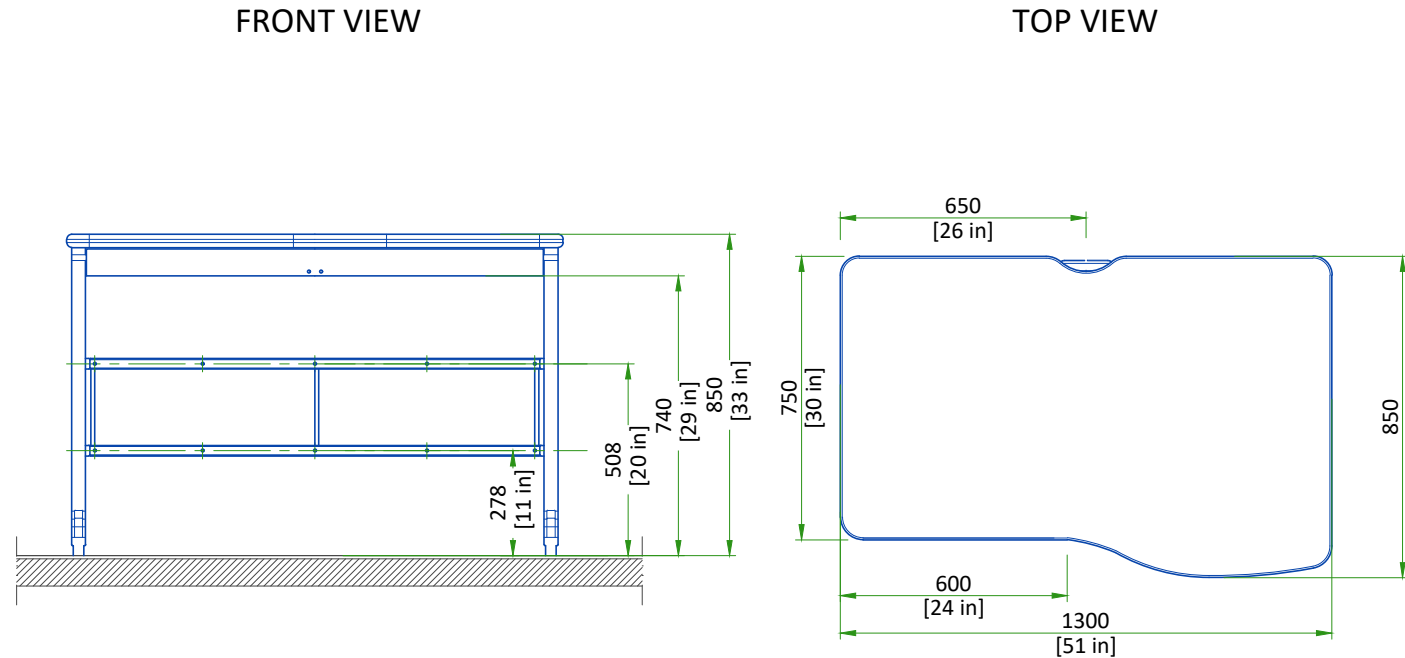 FRONT VIEW
278
[11 in]
508
[20 in]
740
[29 in]
850
[33 in]
TOP VIEW
650
[26 in]
750
[30 in]
850
600
[24 in]
1300
[51 in]